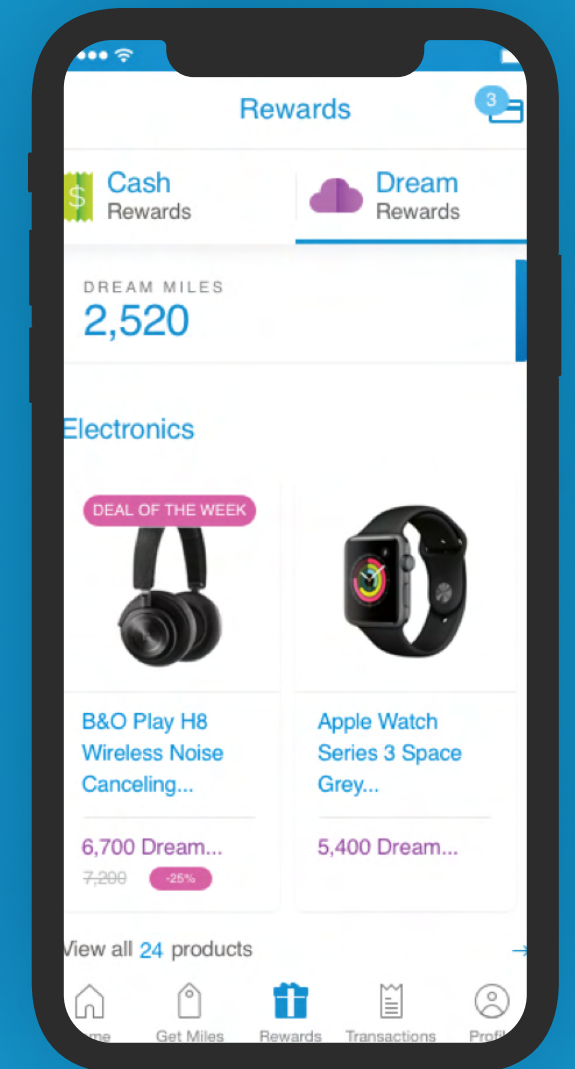 Rewards
3
Cash
Rewards
Dream
Rewards
DREAM MILES
2,520
Electronics
DEAL OF THE WEEK
B&O Play H8
Wireless Noise
Canceling...
6,700 Dream...
7,200 -25%
Apple Watch
Series 3 Space
Grey...
5,400 Dream...
View all 24 products →
me Get Miles Rewards Transactions Profil